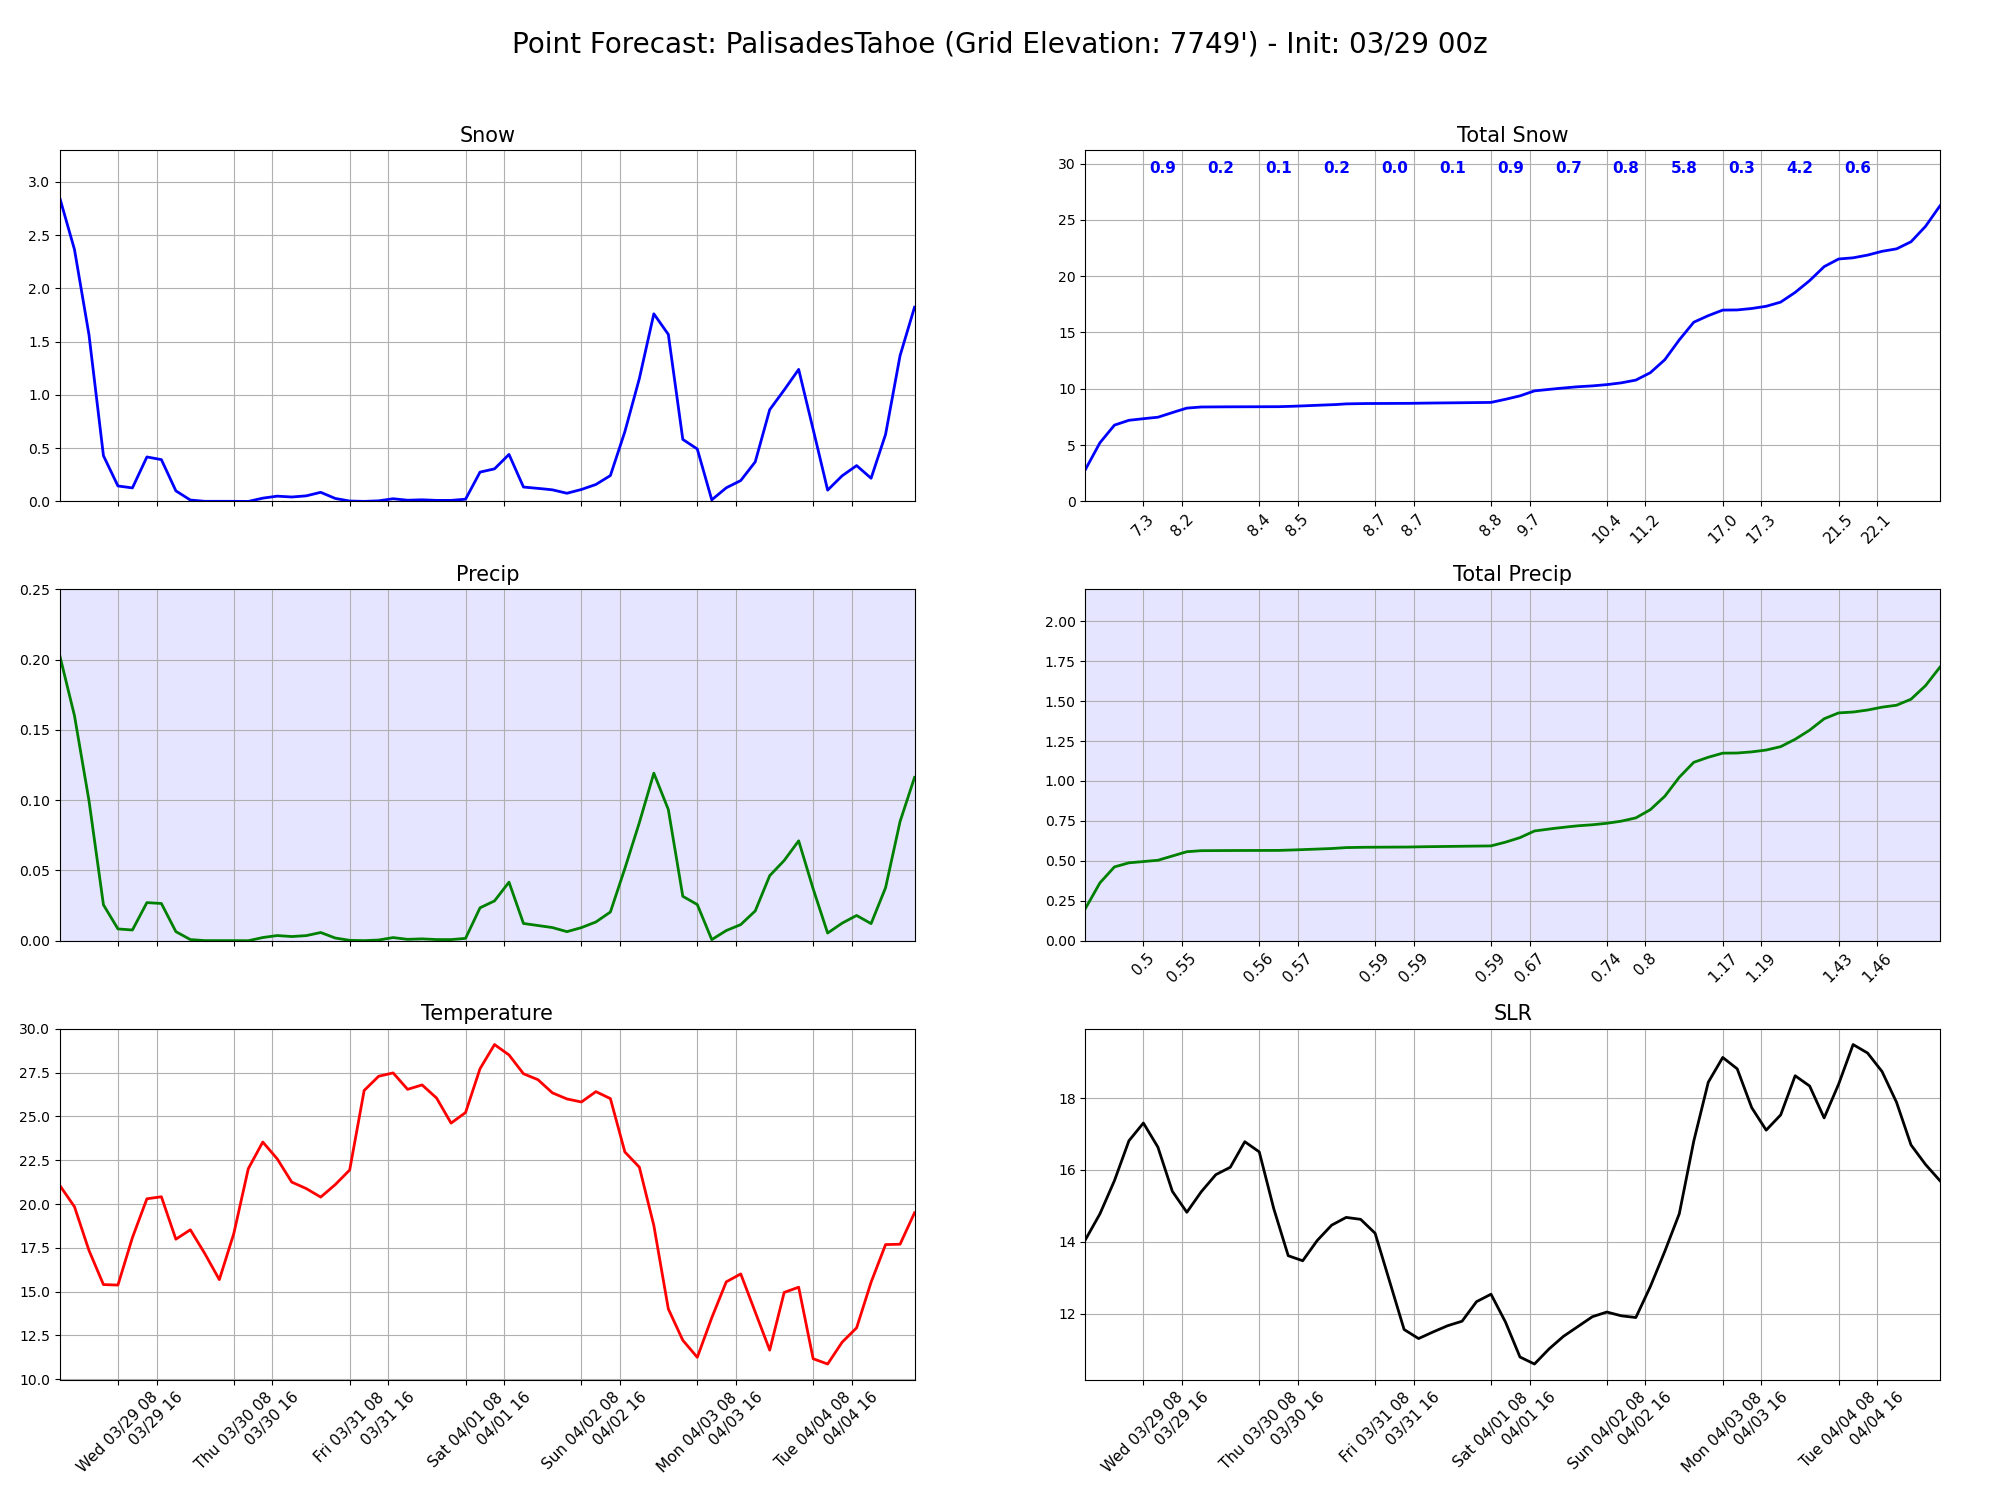 Point Forecast: PalisadesTahoe (Grid Elevation: 7749') - Init: 03/29 00z
Snow
3.0
2.5
2.0
1.5
1.0
0.5
0.0
Total Snow
0.9 0.2 0.1 0.2 0.0 0.1 0.9 0.7 0.8 5.8 0.3 4.2 0.6
30
25
20
15
10
5
0
7.3 8.2 8.4 8.5 8.7 8.7 8.8 9.7 10.4 11.2 17.0 17.3 21.5 22.1
Precip
0.25
0.20
0.15
0.10
0.05
0.00
Total Precip
2.00
1.75
1.50
1.25
1.00
0.75
0.50
0.25
0.00
0.5 0.55 0.56 0.57 0.59 0.59 0.59 0.67 0.74 0.8 1.17 1.19 1.43 1.46
Temperature
30.0
27.5
25.0
22.5
20.0
17.5
15.0
12.5
10.0
Wed 03/29 08
03/29 16
Thu 03/30 08
03/30 16
Fri 03/31 08
03/31 16
Sat 04/01 08
04/01 16
Sun 04/02 08
04/02 16
Mon 04/03 08
04/03 16
Tue 04/04 08
04/04 16
SLR
18
16
14
12
Wed 03/29 08
03/29 16
Thu 03/30 08
03/30 16
Fri 03/31 08
03/31 16
Sat 04/01 08
04/01 16
Sun 04/02 08
04/02 16
Mon 04/03 08
04/03 16
Tue 04/04 08
04/04 16